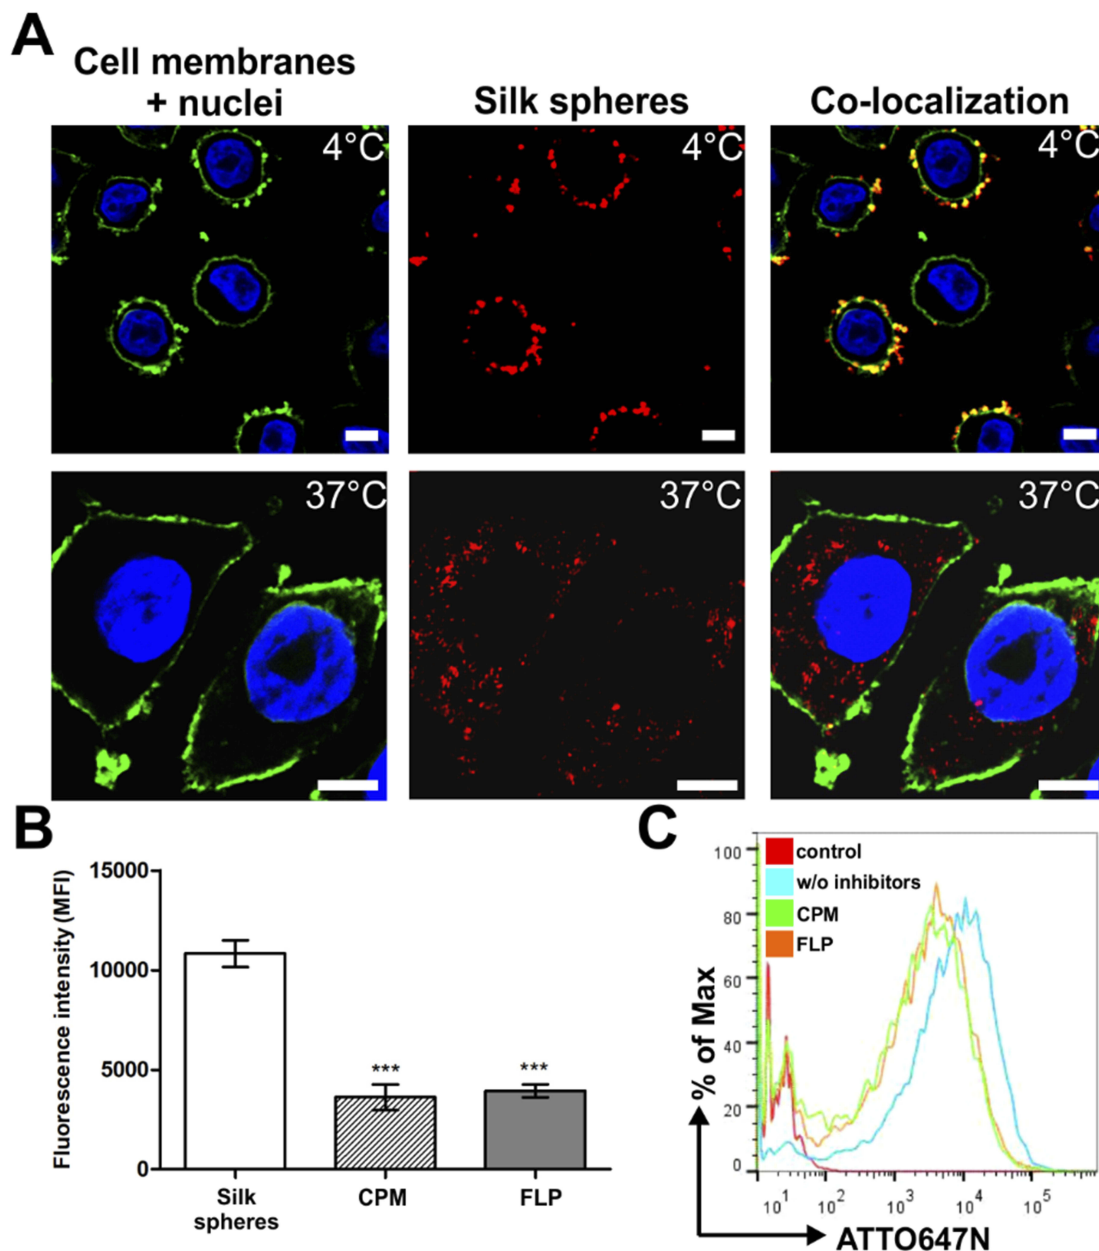 A
Cell membranes
+ nuclei
Silk spheres
Co-localization
4°C
4°C
4°C
37°C
37°C
37°C
B
Fluorescence intensity (MFI)
15000
10000
5000
0
***
***
Silk
spheres
CPM
FLP
C
% of Max
100
80
60
40
20
0
control
w/o inhibitors
CPM
FLP
10¹
10²
10³
10⁴
10⁵
ATTO647N